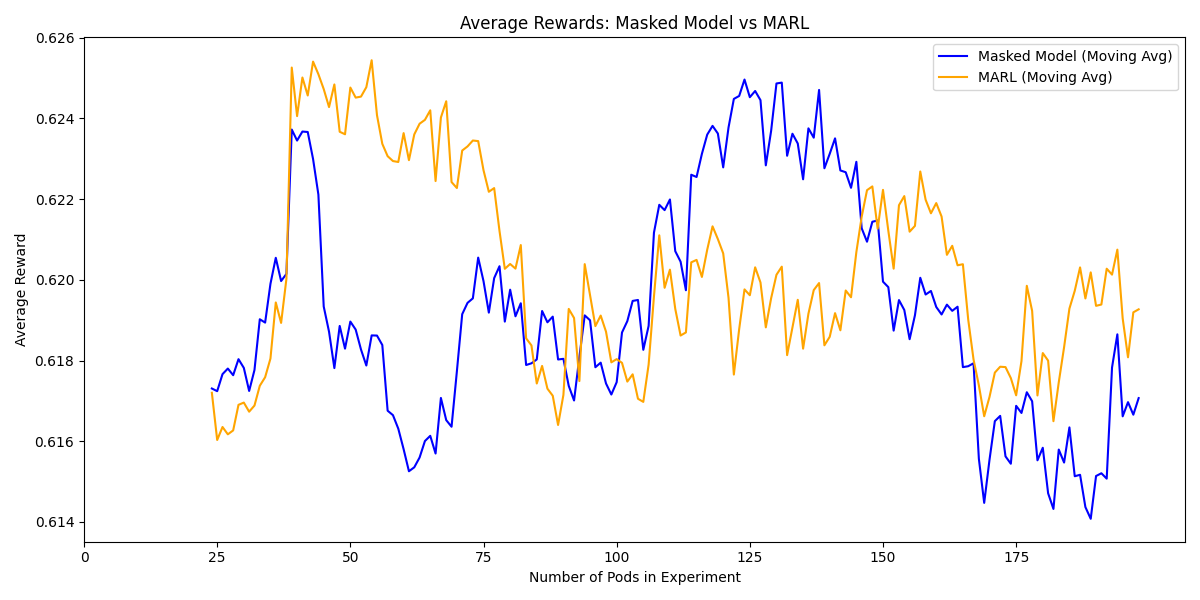 Average Rewards: Masked Model vs MARL
Masked Model (Moving Avg)
MARL (Moving Avg)
Average Reward
0.626
0.624
0.622
0.620
0.618
0.616
0.614
0 25 50 75 100 125 150 175
Number of Pods in Experiment